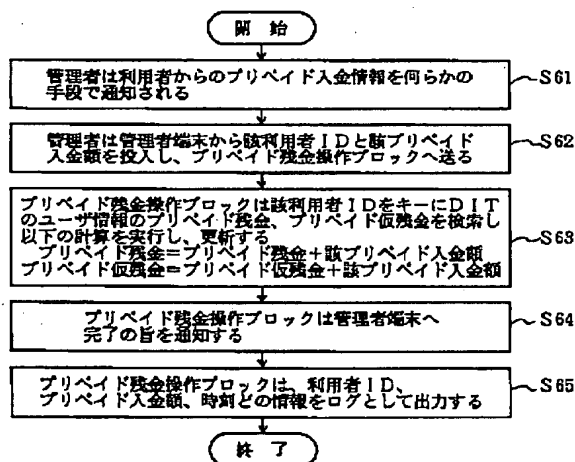 開 始
管理者は利用者からのプリペイド入金情報を何らかの
手段で通知される
S61
管理者は管理者端末から該利用者IDと該プリペイド
入金額を投入し、プリペイド残金操作ブロックへ送る
S62
プリペイド残金操作ブロックは該利用者IDをキーにDIT
のユーザ情報のプリペイド残金、プリペイド仮残金を検索し
以下の計算を実行し、更新する
プリペイド残金=プリペイド残金+該プリペイド入金額
プリペイド仮残金=プリペイド仮残金+該プリペイド入金額
S63
プリペイド残金操作ブロックは管理者端末へ
完了の旨を通知する
S64
プリペイド残金操作ブロックは、利用者ID、
プリペイド入金額、時刻どの情報をログとして出力する
S65
終 了